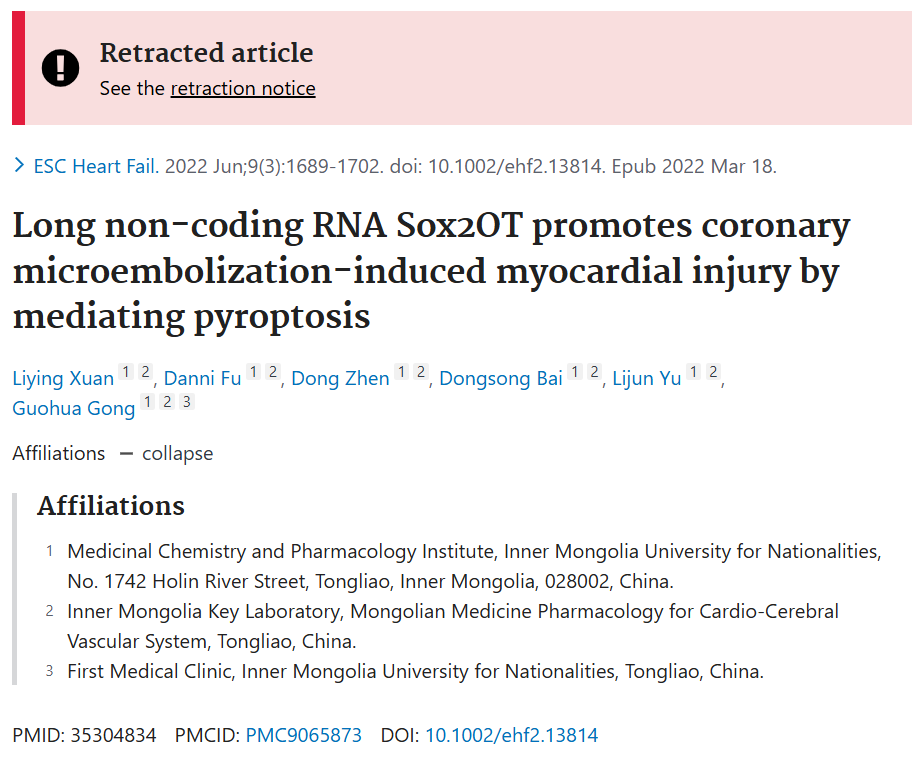 Retracted article
See the retraction notice
ESC Heart Fail. 2022 Jun;9(3):1689-1702. doi: 10.1002/ehf2.13814. Epub 2022 Mar 18.
Long non-coding RNA Sox2OT promotes coronary
microembolization-induced myocardial injury by
mediating pyroptosis
Liying Xuan 1 2, Danni Fu 1 2, Dong Zhen 1 2, Dongsong Bai 1 2, Lijun Yu 1 2,
Guohua Gong 1 2 3
Affiliations — collapse
Affiliations
1 Medicinal Chemistry and Pharmacology Institute, Inner Mongolia University for Nationalities,
No. 1742 Holin River Street, Tongliao, Inner Mongolia, 028002, China.
2 Inner Mongolia Key Laboratory, Mongolian Medicine Pharmacology for Cardio-Cerebral
Vascular System, Tongliao, China.
3 First Medical Clinic, Inner Mongolia University for Nationalities, Tongliao, China.
PMID: 35304834 PMCID: PMC9065873 DOI: 10.1002/ehf2.13814